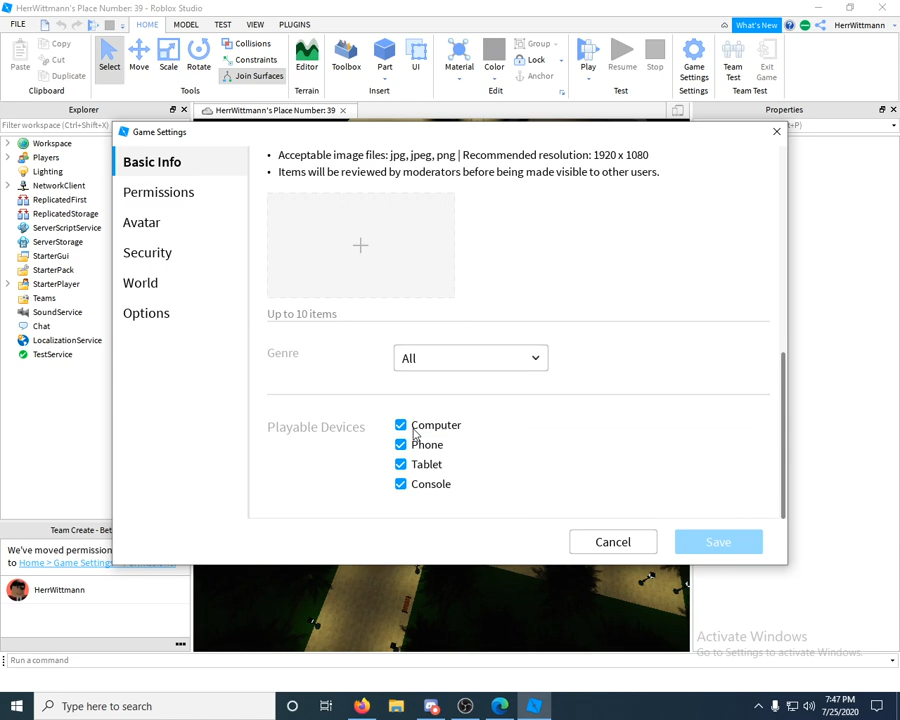 HerrWittmann's Place Number: 39 - Roblox Studio
FILE HOME MODEL TEST VIEW PLUGINS What's New HerrWittmann
Paste Copy Cut Duplicate Clipboard
Select Move Scale Rotate Collisions Constraints Join Surfaces Tools
Editor Terrain
Toolbox Part UI Insert
Material Color Group Lock Anchor Edit
Play Resume Stop Test
Game Settings Settings
Team Test Exit Game Team Test
Explorer
HerrWittmann's Place Number: 39
Properties
Filter workspace (Ctrl+Shift+X)
Workspace
Players
Lighting
NetworkClient
ReplicatedFirst
ReplicatedStorage
ServerScriptService
ServerStorage
StarterGui
StarterPack
StarterPlayer
Teams
SoundService
Chat
LocalizationService
TestService
Game Settings
Basic Info
Permissions
Avatar
Security
World
Options
• Acceptable image files: jpg, jpeg, png | Recommended resolution: 1920 x 1080
• Items will be reviewed by moderators before being made visible to other users.
Up to 10 items
Genre All
Playable Devices
Computer
Phone
Tablet
Console
Cancel Save
Team Create - Bet
We've moved permission
to Home > Game Settings
HerrWittmann
Activate Windows
Go to Settings to activate Windows.
Run a command
Type here to search
7:47 PM
7/25/2020